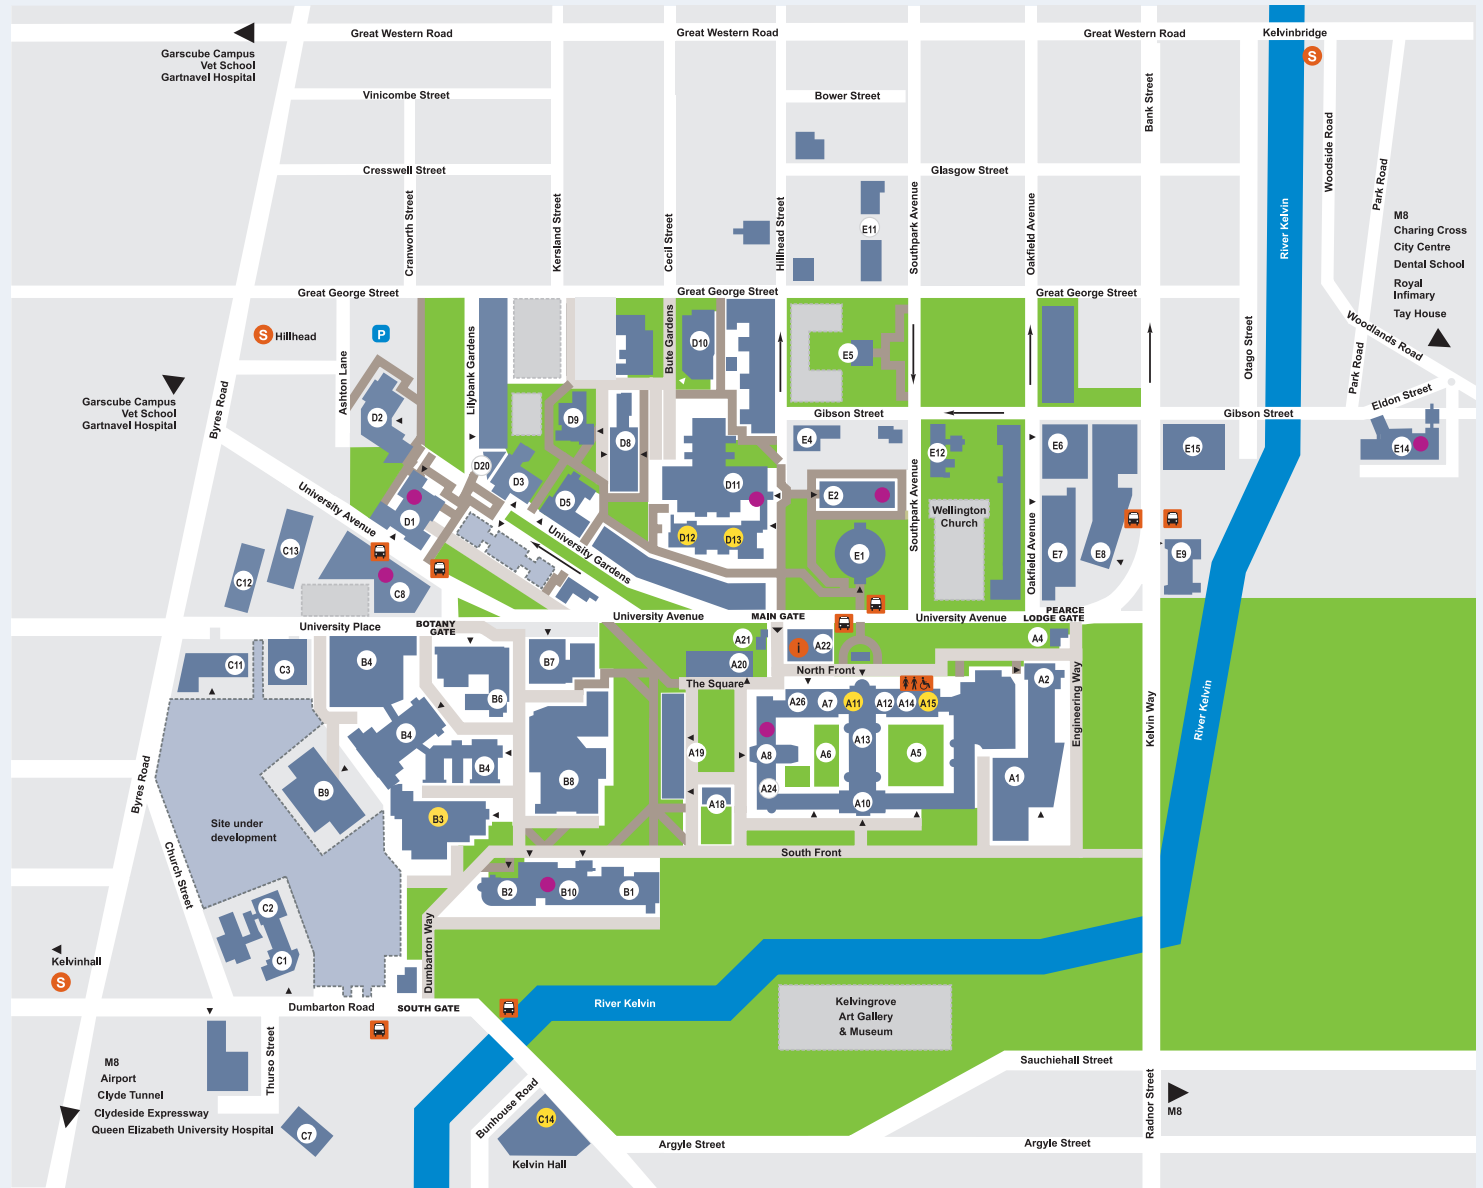 Great Western Road
Great Western Road
Great Western Road
Kelvinbridge
S
Garscube Campus
Vet School
Gartnavel Hospital
Vinicombe Street
Bower Street
Bank Street
Woodside Road
Park Road
Cresswell Street
Glasgow Street
Cranworth Street
Kersland Street
Cecil Street
Hillhead Street
Southpark Avenue
Oakfield Avenue
River Kelvin
E11
M8
Charing Cross
City Centre
Dental School
Royal
Infimary
Tay House
Great George Street
Great George Street
Great George Street
S Hillhead
P
Ashton Lane
Lilybank Gardens
Bute Gardens
D10
E5
Otago Street
Woodlands Road
Park Road
Eldon Street
Garscube Campus
Vet School
Gartnavel Hospital
Byres Road
D2
D9
D8
Gibson Street
Gibson Street
E4
E12
E6
E15
E14
D20
D3
D5
D11
E2
D1
University Avenue
Wellington
Church
Southpark Avenue
Oakfield Avenue
D12
D13
E1
E7
E8
E9
C13
C12
C8
University Gardens
University Place
BOTANY
GATE
University Avenue
MAIN GATE
University Avenue
PEARCE
LODGE GATE
A4
A21
A22
i
A20
C11
C3
B4
B7
B6
North Front
The Square
A2
Engineering Way
Kelvin Way
River Kelvin
A26
A7
A11
A12
A14
A15
B4
B4
A19
A8
A13
A6
A5
A1
B9
B8
A24
A10
A18
B3
Byres Road
Site under
development
Church Street
South Front
B2
B10
B1
C2
C1
Dumbarton Way
Kelvinhall
S
Dumbarton Road
SOUTH GATE
River Kelvin
Kelvingrove
Art Gallery
& Museum
Thurso Street
Sauchiehall Street
M8
Airport
Clyde Tunnel
Clydeside Expressway
Queen Elizabeth University Hospital
C7
Bunhouse Road
C14
Kelvin Hall
Argyle Street
Argyle Street
Radnor Street
M8